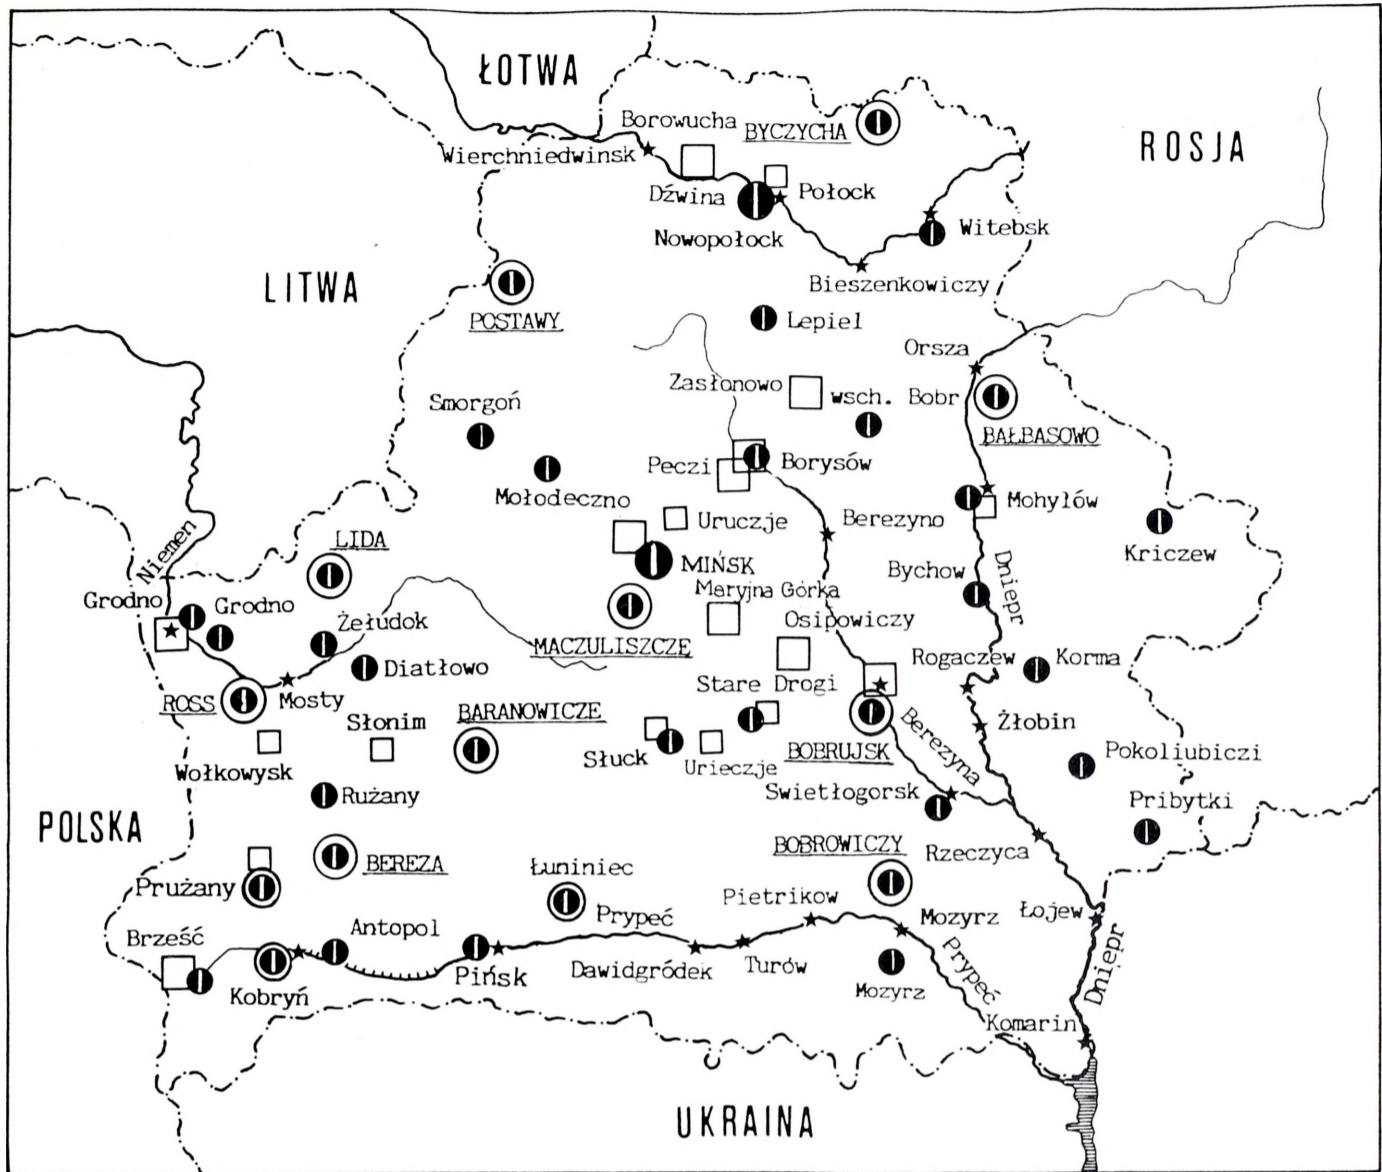 ŁOTWA
Borowucha
BYCZYCHA
ROSJA
Wierchniedwinsk
Dźwina
Połock
Nowopołock
Witebsk
LITWA
Bieszenkowiczy
POSTAWY
Lepiel
Orsza
Zasłonowo
wsch. Bobr
Smorgoń
BAŁBASOWO
Peczi
Borysów
Mołodeczno
Mohylów
Uruczje
Berezyno
Kriczew
LIDA
Niemen
MIŃSK
Bychow
Dniepr
Grodno
Grodno
Maryjna Górka
Żełudok
Osipowiczy
MACZULISZCZE
Diatłowo
Rogaczew
Korma
Stare Drogi
ROSS
Mosty
Słonim
BARANOWICZE
Berezyna
Żłobin
Wołkowysk
Słuck
Urieczje
BOBRUJSK
Pokoliubiczi
Rużany
Swietłogorsk
Pribytki
POLSKA
BOBROWICZY
Rzeczyca
BEREZA
Łuniniec
Prużany
Pietrikow
Prypeć
Mozyrz
Łojew
Brześć
Antopol
Pińsk
Dawidgródek
Turów
Prypeć
Dniepr
Kobryń
Mozyrz
Komarin
UKRAINA